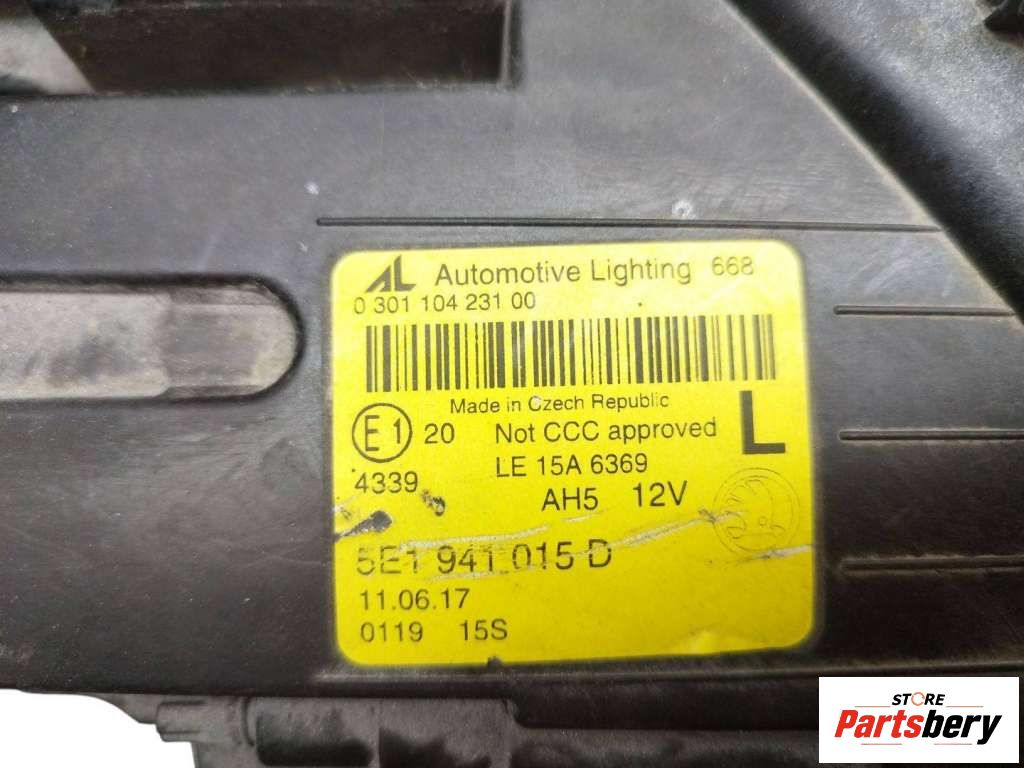 AL Automotive Lighting 668
0 301 104 231 00
Made in Czech Republic
E1 20 Not CCC approved L
4339 LE 15A 6369
AH5 12V
5E1 941 015 D
11.06.17
0119 15S
STORE
Partsbery